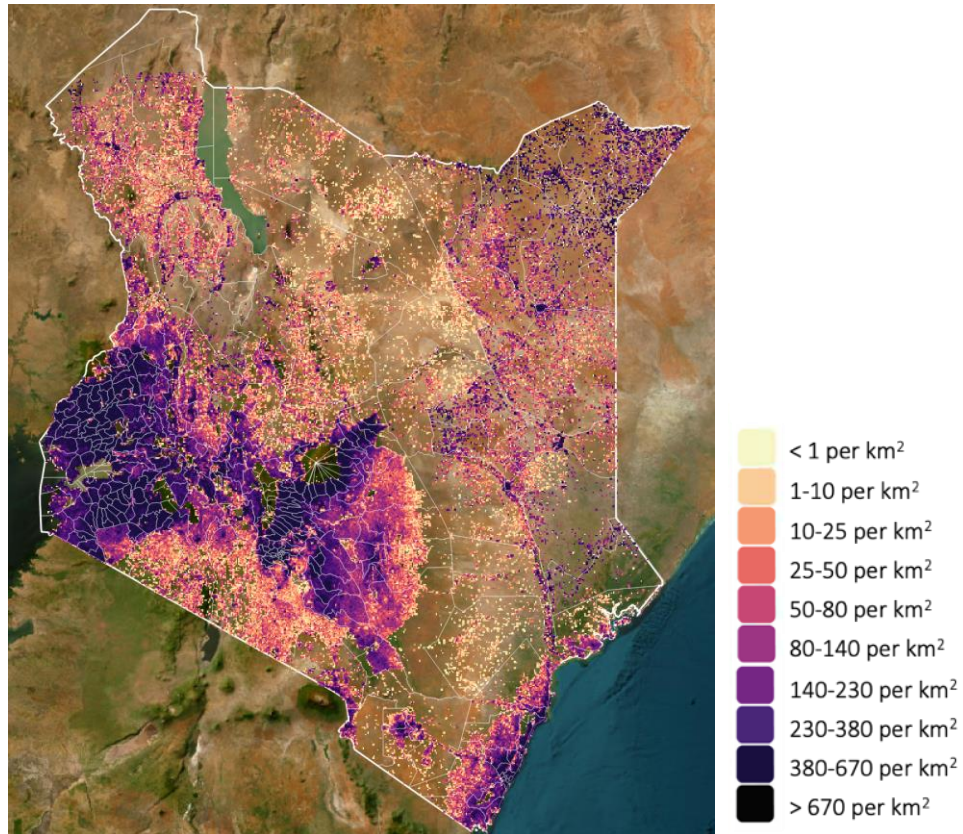 < 1 per km²
1-10 per km²
10-25 per km²
25-50 per km²
50-80 per km²
80-140 per km²
140-230 per km²
230-380 per km²
380-670 per km²
> 670 per km²